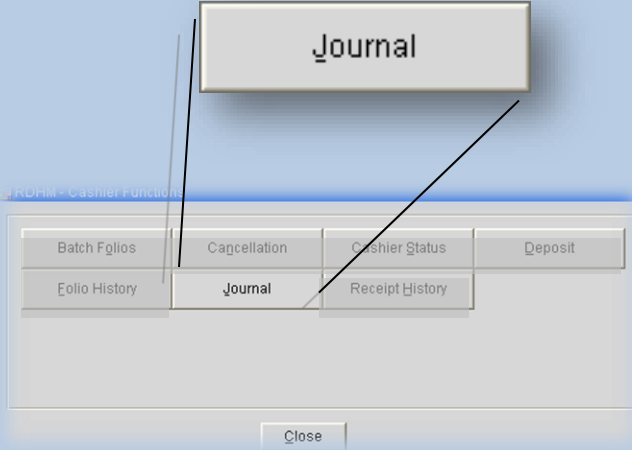 Journal
RDHM - Cashier Functions
Batch Folios Cancellation Cashier Status Deposit
Folio History Journal Receipt History
Close